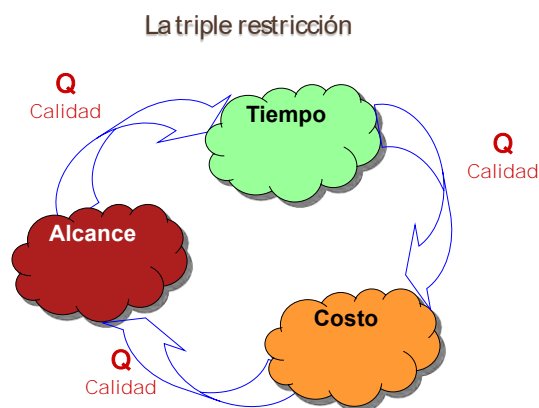 La triple restricción
Q
Calidad
Tiempo
Q
Calidad
Alcance
Costo
Q
Calidad